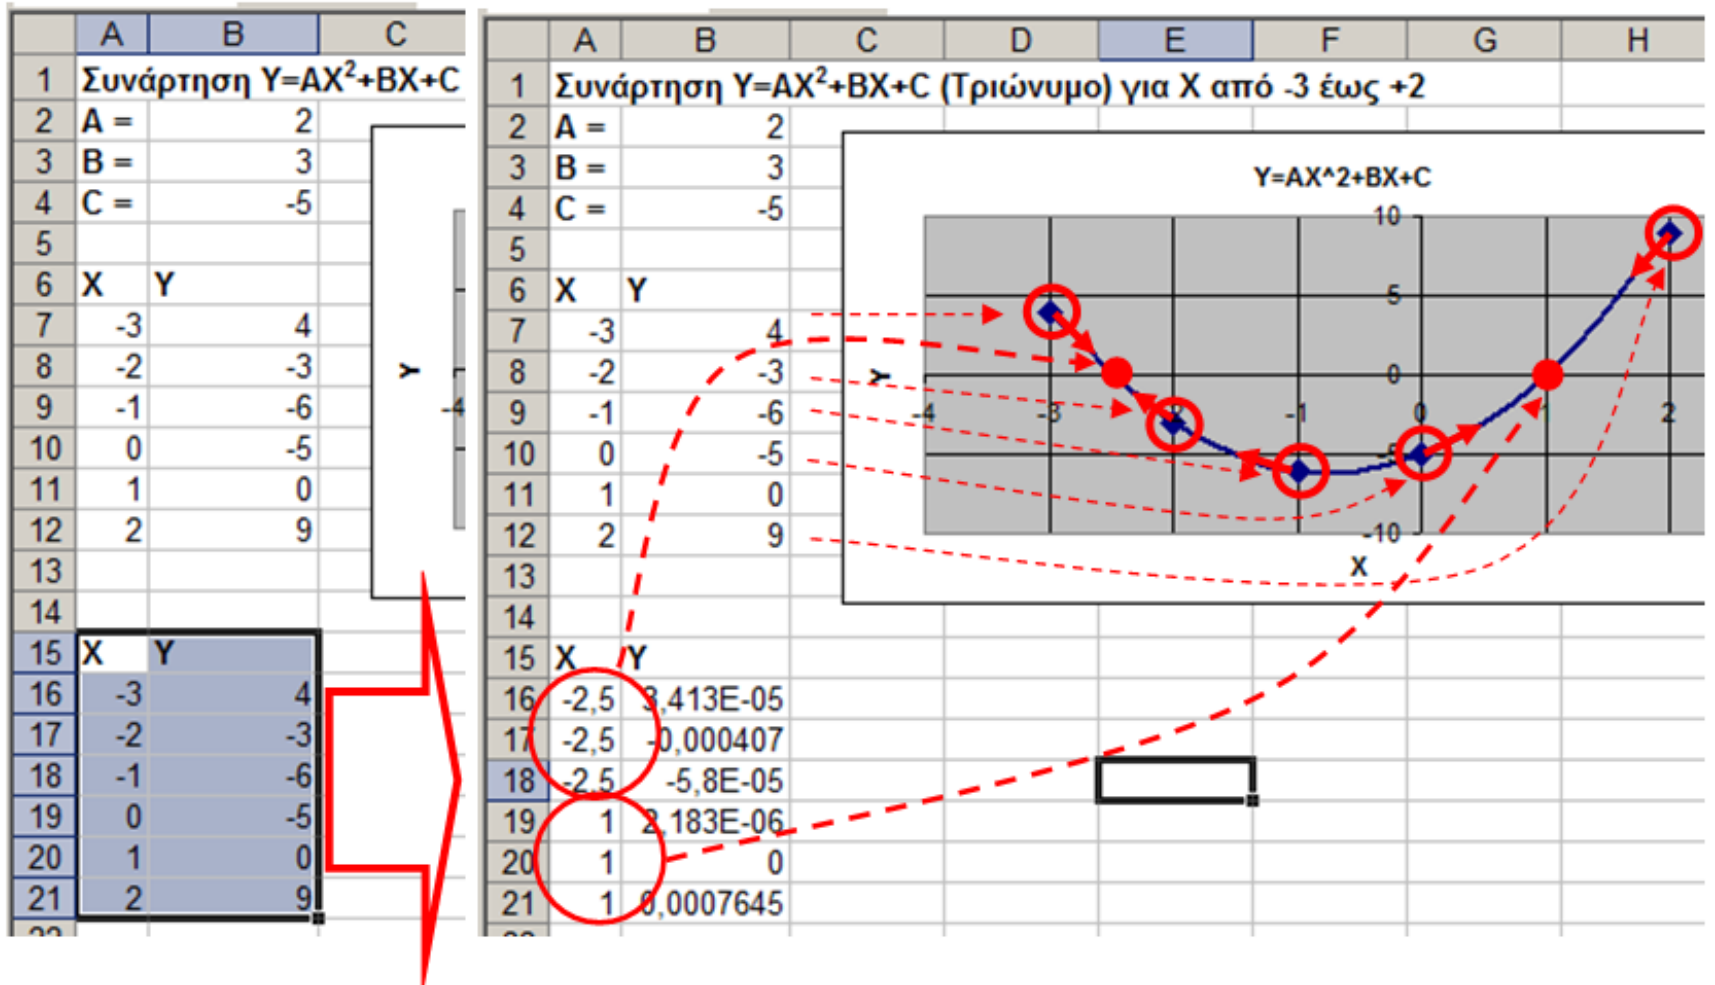 A B C
1 Συνάρτηση Y=AX²+BX+C
2 A = 2
3 B = 3
4 C = -5
5
6 X Y
7 -3 4
8 -2 -3
9 -1 -6
10 0 -5
11 1 0
12 2 9
13
14
15 X Y
16 -3 4
17 -2 -3
18 -1 -6
19 0 -5
20 1 0
21 2 9
Y
-4
A B C D E F G H
1 Συνάρτηση Y=AX²+BX+C (Τριώνυμο) για X από -3 έως +2
2 A = 2
3 B = 3
4 C = -5
5
6 X Y
7 -3 4
8 -2 -3
9 -1 -6
10 0 -5
11 1 0
12 2 9
13
14
15 X Y
16 -2,5 3,413E-05
17 -2,5 -0,000407
18 -2,5 -5,8E-05
19 1 2,183E-06
20 1 0
21 1 0,0007645
Y=AX^2+BX+C
10
5
0
-5
-10
-4 -3 -2 -1 0 1 2
Y
X